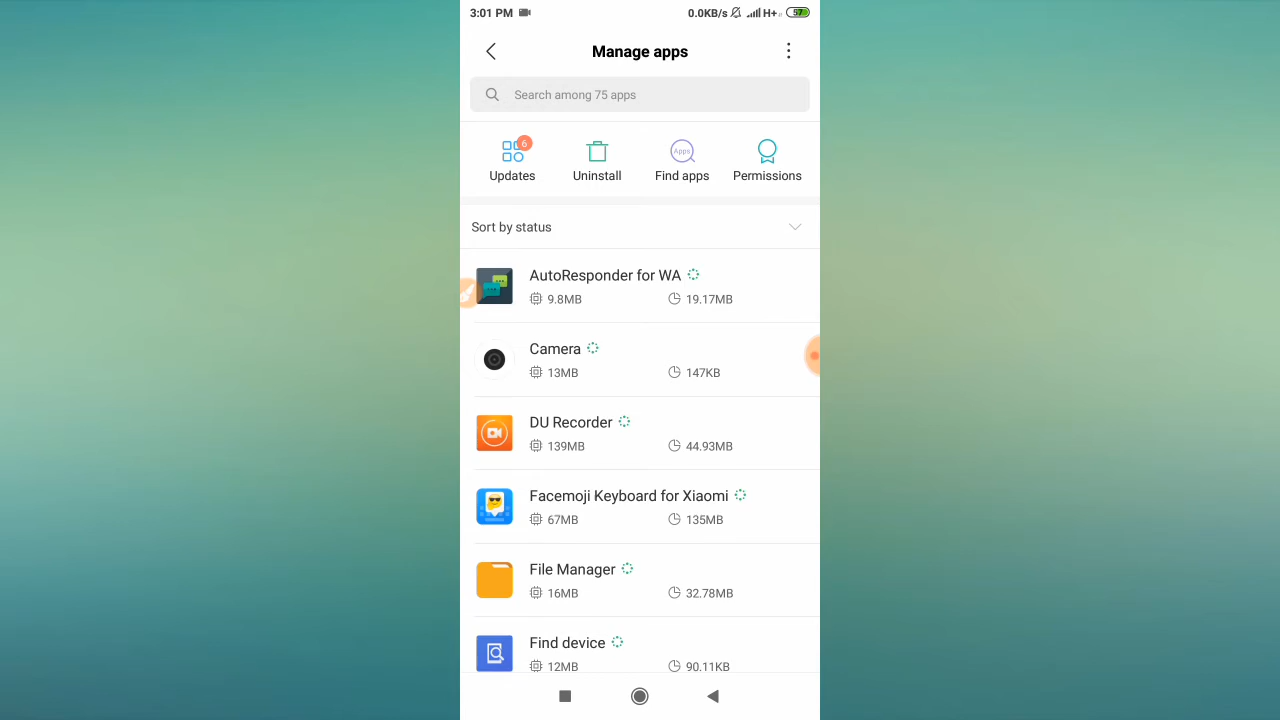 3:01 PM 0.0KB/s H+ 57
Manage apps
Search among 75 apps
6
Apps
Updates Uninstall Find apps Permissions
Sort by status
AutoResponder for WA
9.8MB 19.17MB
Camera
13MB 147KB
DU Recorder
139MB 44.93MB
Facemoji Keyboard for Xiaomi
67MB 135MB
File Manager
16MB 32.78MB
Find device
12MB 90.11KB